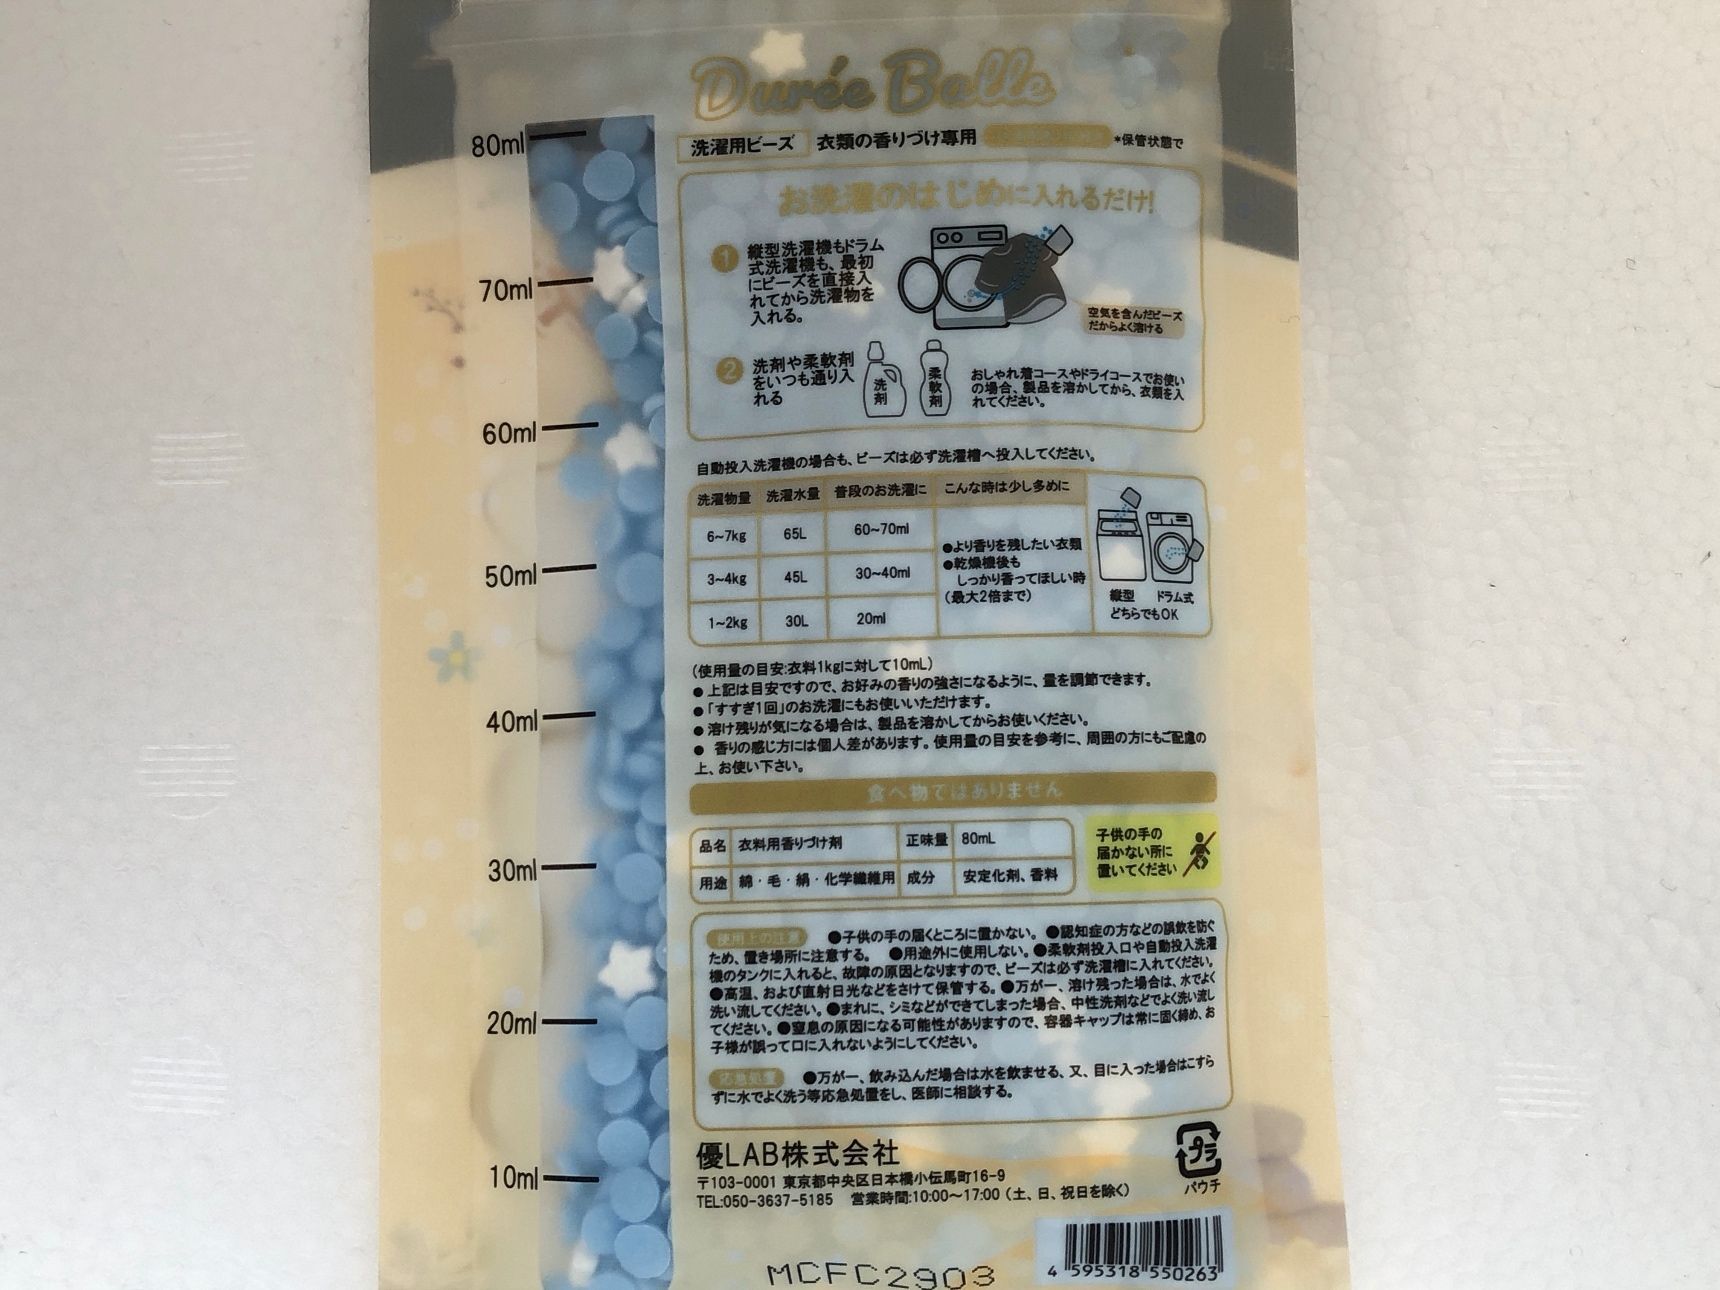 Durée Balle
洗濯用ビーズ 衣類の香りづけ専用 *保管状態で
お洗濯のはじめに入れるだけ!
1 縦型洗濯機もドラム
式洗濯機も、最初
にビーズを直接入
れてから洗濯物を
入れる。
空気を含んだビーズ
だからよく溶ける
2 洗剤や柔軟剤
をいつも通り入
れる
洗剤
柔軟剤
おしゃれ着コースやドライコースでお使い
の場合、製品を溶かしてから、衣類を入
れてください。
自動投入洗濯機の場合も、ビーズは必ず洗濯槽へ投入してください。
洗濯物量 洗濯水量 普段のお洗濯に こんな時は少し多めに
6~7kg 65L 60~70ml
3~4kg 45L 30~40ml
1~2kg 30L 20ml
●より香りを残したい衣類
●乾燥機後も
しっかり香ってほしい時
(最大2倍まで)
縦型 ドラム式
どちらでもOK
(使用量の目安:衣料1kgに対して10mL)
● 上記は目安ですので、お好みの香りの強さになるように、量を調節できます。
●「すすぎ1回」のお洗濯にもお使いいただけます。
● 溶け残りが気になる場合は、製品を溶かしてからお使いください。
● 香りの感じ方には個人差があります。使用量の目安を参考に、周囲の方にもご配慮の
上、お使い下さい。
食べ物ではありません
品名 衣料用香りづけ剤 正味量 80mL
用途 綿・毛・絹・化学繊維用 成分 安定化剤、香料
子供の手の
届かない所に
置いてください
使用上の注意 ●子供の手の届くところに置かない。 ●認知症の方などの誤飲を防ぐ
ため、置き場所に注意する。 ●用途外に使用しない。●柔軟剤投入口や自動投入洗濯
機のタンクに入れると、故障の原因となりますので、ビーズは必ず洗濯槽に入れてください。
●高温、および直射日光などをさけて保管する。●万が一、溶け残った場合は、水でよく
洗い流してください。●まれに、シミなどができてしまった場合、中性洗剤などでよく洗い流し
てください。●窒息の原因になる可能性がありますので、容器キャップは常に固く締め、お
子様が誤って口に入れないようにしてください。
応急処置 ●万が一、飲み込んだ場合は水を飲ませる、又、目に入った場合はこすら
ずに水でよく洗う等応急処置をし、医師に相談する。
優LAB株式会社
〒103-0001 東京都中央区日本橋小伝馬町16-9
TEL:050-3637-5185 営業時間:10:00〜17:00 (土、日、祝日を除く)
プラ
パウチ
4 595318 550263
MCFC2903
80ml
70ml
60ml
50ml
40ml
30ml
20ml
10ml